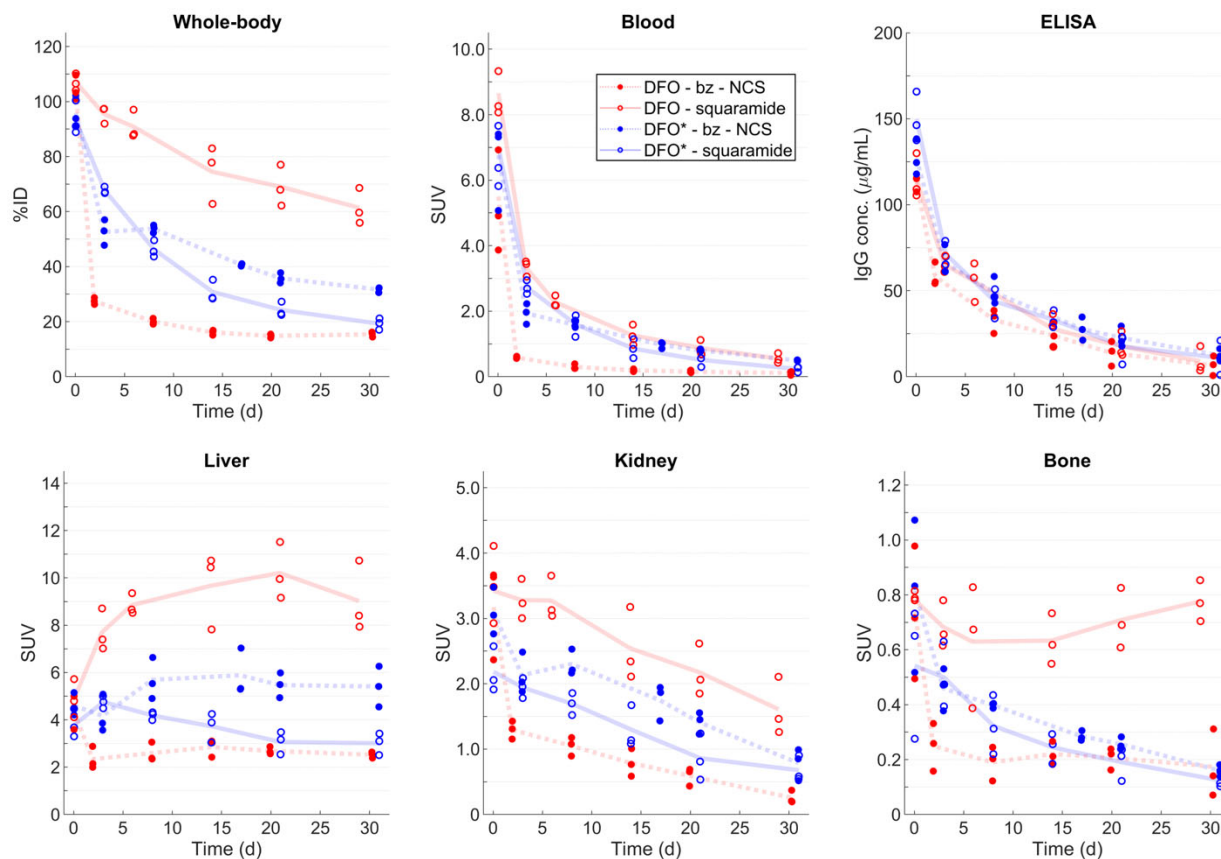 Whole-body
120
100
80
60
40
20
0
%ID
0 5 10 15 20 25 30
Time (d)
Blood
10.0
8.0
6.0
4.0
2.0
0
SUV
DFO - bz - NCS
DFO - squaramide
DFO* - bz - NCS
DFO* - squaramide
0 5 10 15 20 25 30
Time (d)
ELISA
200
150
100
50
0
IgG conc. (μg/mL)
0 5 10 15 20 25 30
Time (d)
Liver
14
12
10
8
6
4
2
0
SUV
0 5 10 15 20 25 30
Time (d)
Kidney
5.0
4.0
3.0
2.0
1.0
0
SUV
0 5 10 15 20 25 30
Time (d)
Bone
1.2
1.0
0.8
0.6
0.4
0.2
0
SUV
0 5 10 15 20 25 30
Time (d)